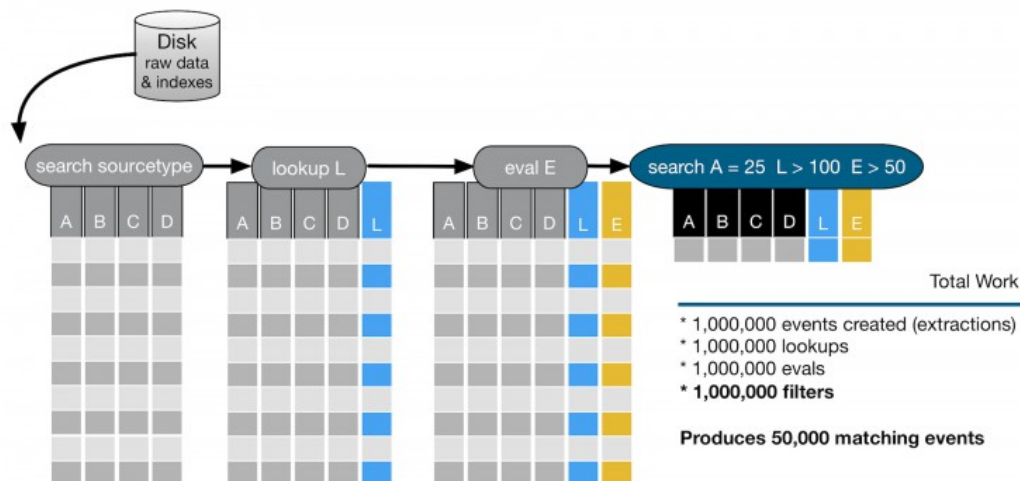 Disk
raw data
& indexes
search sourcetype
lookup L
eval E
search A = 25 L > 100 E > 50
A B C D
A B C D L
A B C D L E
A B C D L E
Total Work
* 1,000,000 events created (extractions)
* 1,000,000 lookups
* 1,000,000 evals
* 1,000,000 filters
Produces 50,000 matching events